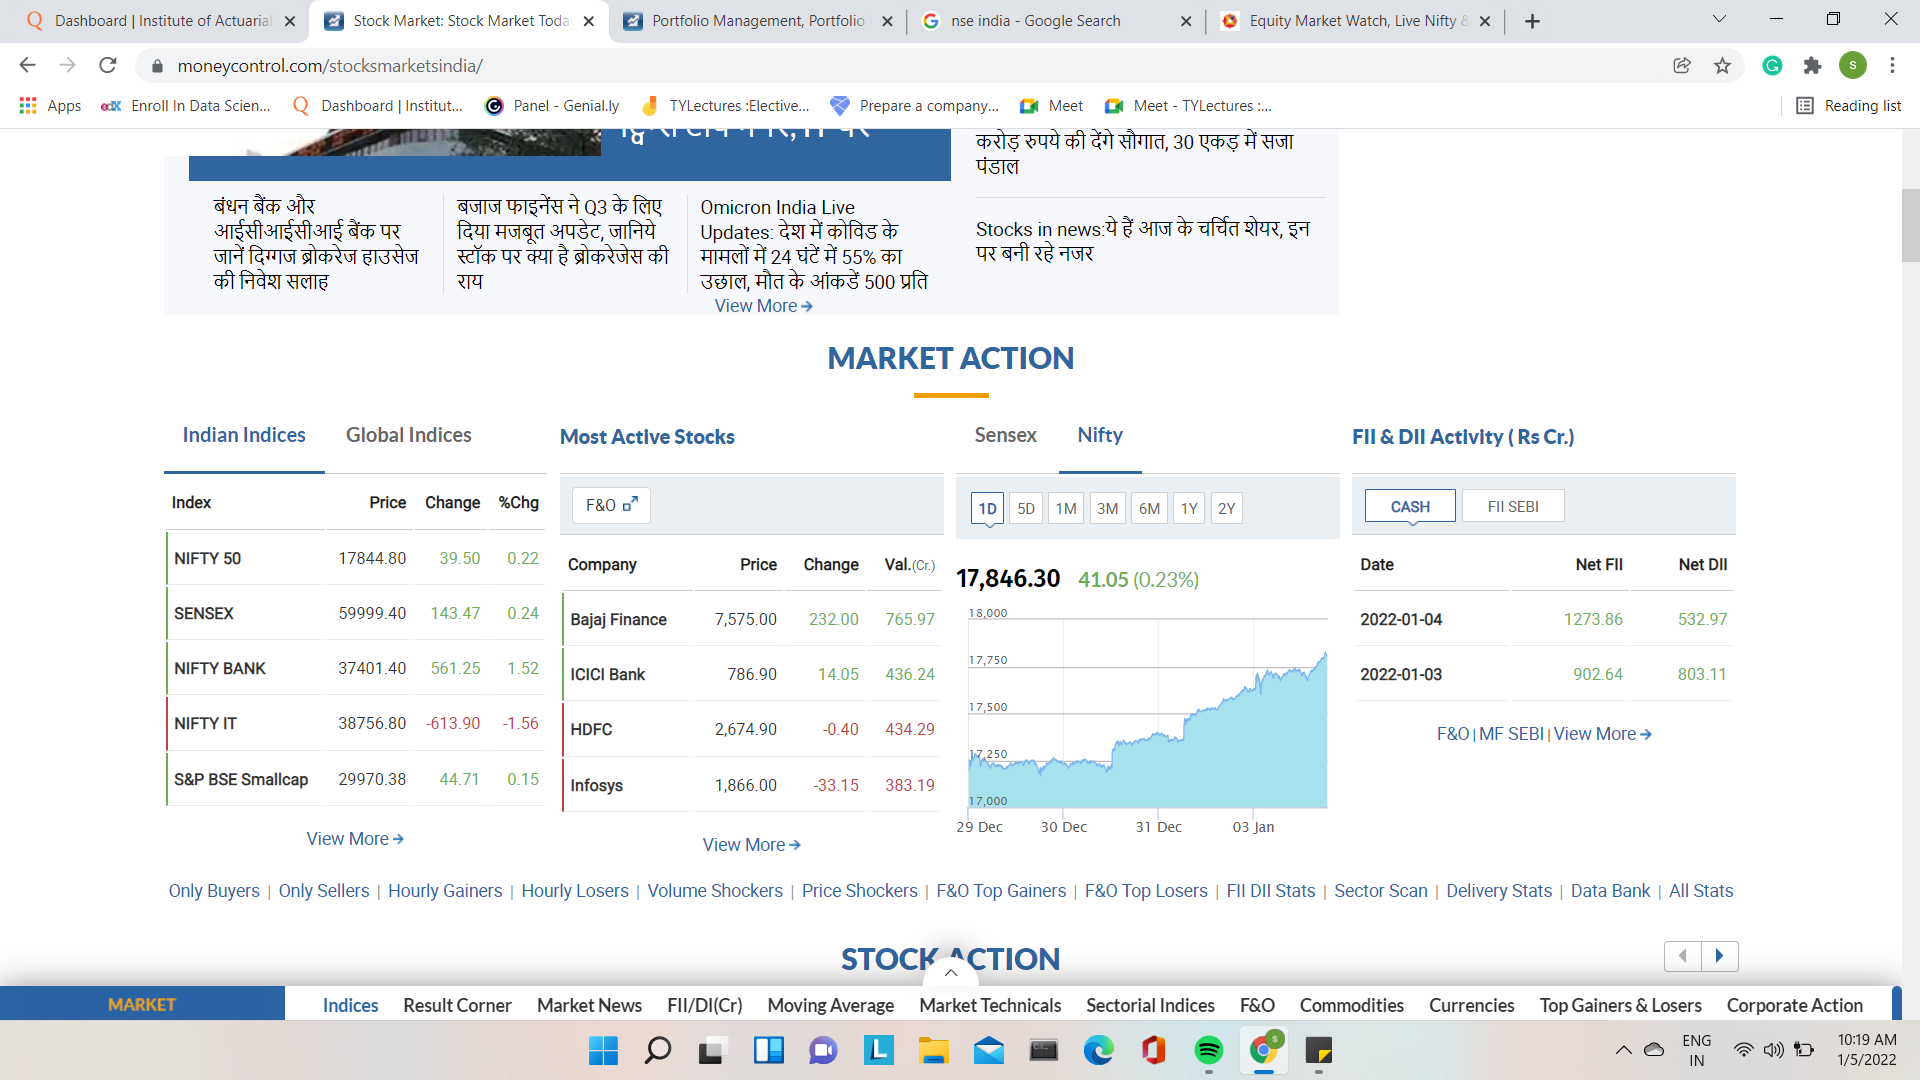 Dashboard | Institute of Actuarial
Stock Market: Stock Market Toda
Portfolio Management, Portfolio
nse india - Google Search
Equity Market Watch, Live Nifty &
moneycontrol.com/stocksmarketsindia/
S
Apps
edX Enroll In Data Scien...
Dashboard | Institut...
Panel - Genial.ly
TYLectures :Elective...
Prepare a company...
Meet
Meet - TYLectures :...
Reading list
करोड़ रुपये की देंगे सौगात, 30 एकड़ में सजा
पंडाल
बंधन बैंक और
आईसीआईसीआई बैंक पर
जानें दिग्गज ब्रोकरेज हाउसेज
की निवेश सलाह
बजाज फाइनेंस ने Q3 के लिए
दिया मजबूत अपडेट, जानिये
स्टॉक पर क्या है ब्रोकरेजेस की
राय
Omicron India Live
Updates: देश में कोविड के
मामलों में 24 घंटें में 55% का
उछाल, मौत के आंकडें 500 प्रति
Stocks in news:ये हैं आज के चर्चित शेयर, इन
पर बनी रहे नजर
View More
MARKET ACTION
Indian Indices Global Indices
Index Price Change %Chg
NIFTY 50 17844.80 39.50 0.22
SENSEX 59999.40 143.47 0.24
NIFTY BANK 37401.40 561.25 1.52
NIFTY IT 38756.80 -613.90 -1.56
S&P BSE Smallcap 29970.38 44.71 0.15
View More
Most Active Stocks
F&O
Company Price Change Val.(Cr.)
Bajaj Finance 7,575.00 232.00 765.97
ICICI Bank 786.90 14.05 436.24
HDFC 2,674.90 -0.40 434.29
Infosys 1,866.00 -33.15 383.19
View More
Sensex Nifty
1D 5D 1M 3M 6M 1Y 2Y
17,846.30 41.05 (0.23%)
18,000
17,750
17,500
17,250
17,000
29 Dec 30 Dec 31 Dec 03 Jan
FII & DII Activity ( Rs Cr.)
CASH FII SEBI
Date Net FII Net DII
2022-01-04 1273.86 532.97
2022-01-03 902.64 803.11
F&O | MF SEBI | View More
Only Buyers | Only Sellers | Hourly Gainers | Hourly Losers | Volume Shockers | Price Shockers | F&O Top Gainers | F&O Top Losers | FII DII Stats | Sector Scan | Delivery Stats | Data Bank | All Stats
STOCK ACTION
MARKET Indices Result Corner Market News FII/DI(Cr) Moving Average Market Technicals Sectorial Indices F&O Commodities Currencies Top Gainers & Losers Corporate Action
ENG
IN
10:19 AM
1/5/2022